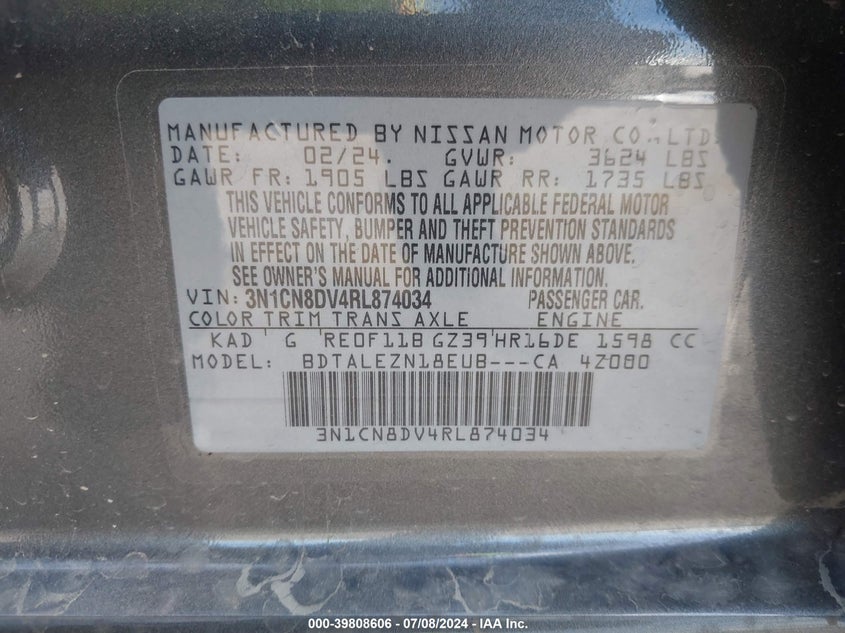 MANUFACTURED BY NISSAN MOTOR CO., LTD.
DATE: 02/24. GVWR: 3624 LBS
GAWR FR: 1905 LBS GAWR RR: 1735 LBS
THIS VEHICLE CONFORMS TO ALL APPLICABLE FEDERAL MOTOR
VEHICLE SAFETY, BUMPER AND THEFT PREVENTION STANDARDS
IN EFFECT ON THE DATE OF MANUFACTURE SHOWN ABOVE.
SEE OWNER'S MANUAL FOR ADDITIONAL INFORMATION.
VIN: 3N1CN8DV4RL874034 PASSENGER CAR.
COLOR TRIM TRANS AXLE ENGINE
KAD G RE0F11B GZ39 HR16DE 1598 CC
MODEL: BDTALEZN18EUB---CA 4Z080
3N1CN8DV4RL874034
000-39808606 / 07/08/2024 - IAA Inc.